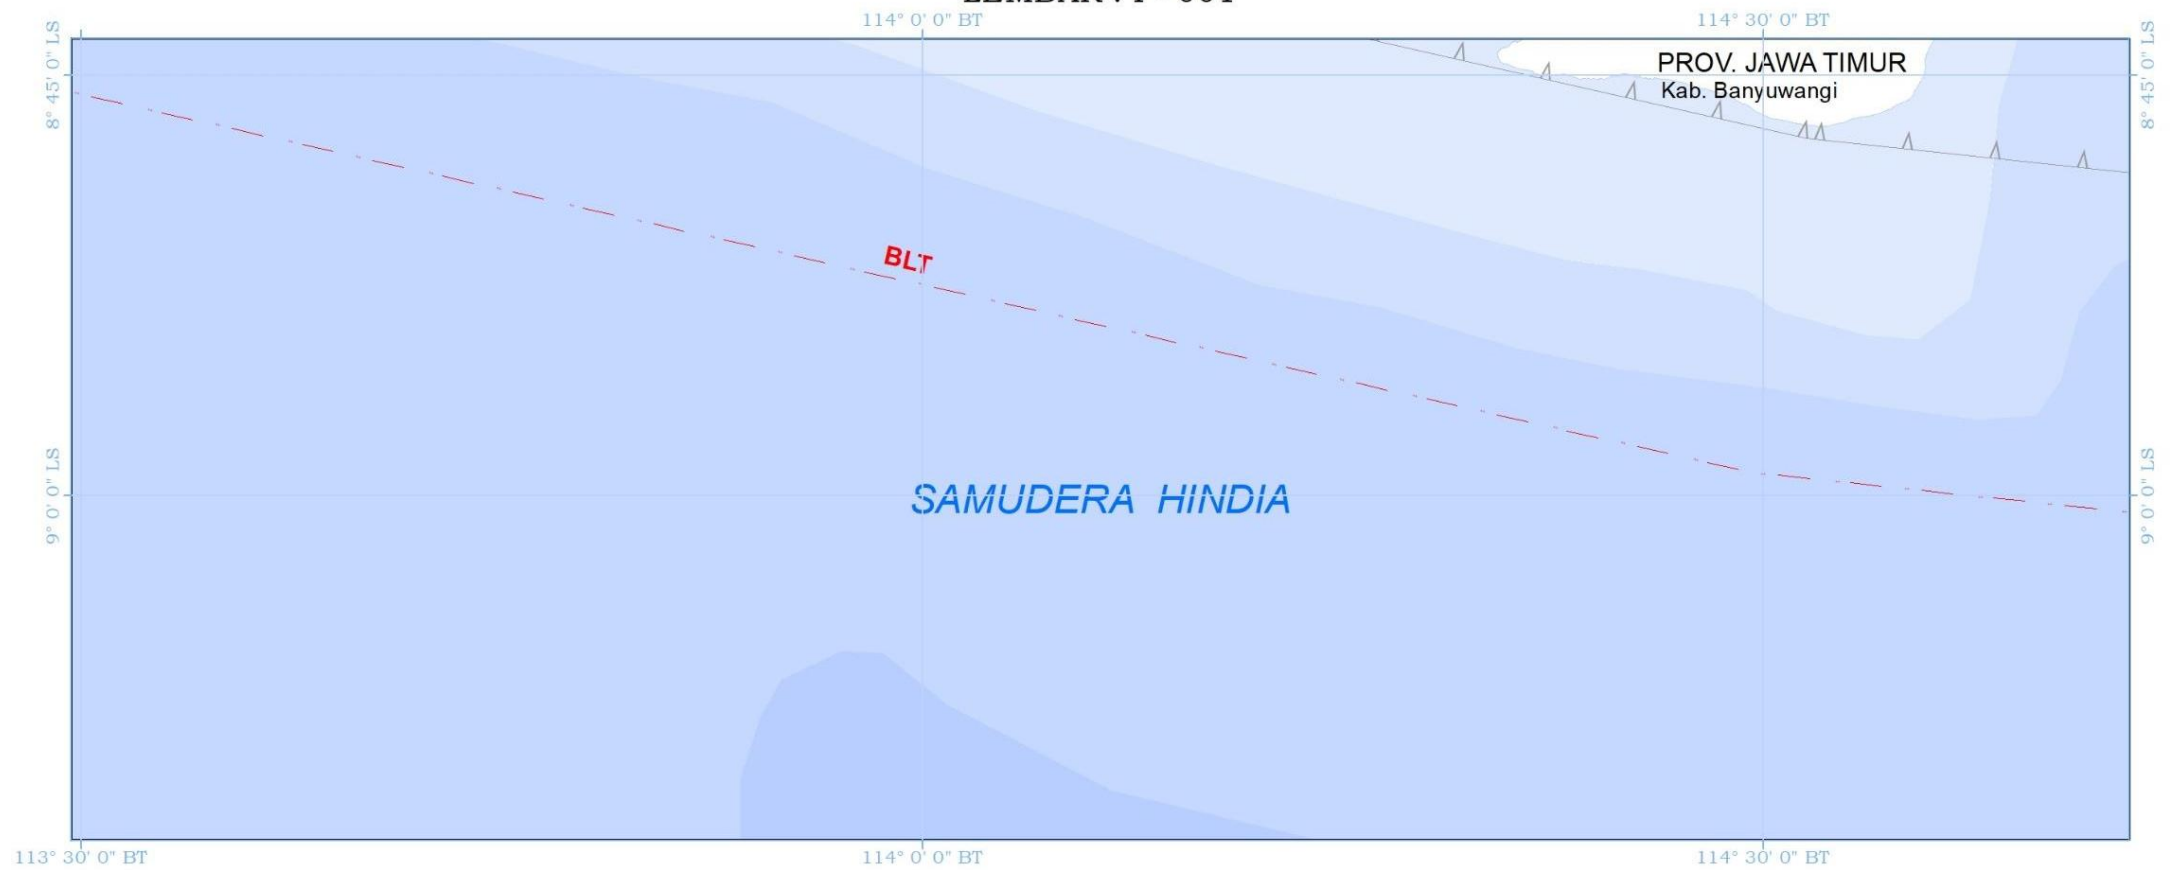 114° 0' 0" BT
114° 30' 0" BT
8° 45' 0" LS
8° 45' 0" LS
PROV. JAWA TIMUR
Kab. Banyuwangi
BLT
9° 0' 0" LS
SAMUDERA HINDIA
9° 0' 0" LS
113° 30' 0" BT
114° 0' 0" BT
114° 30' 0" BT